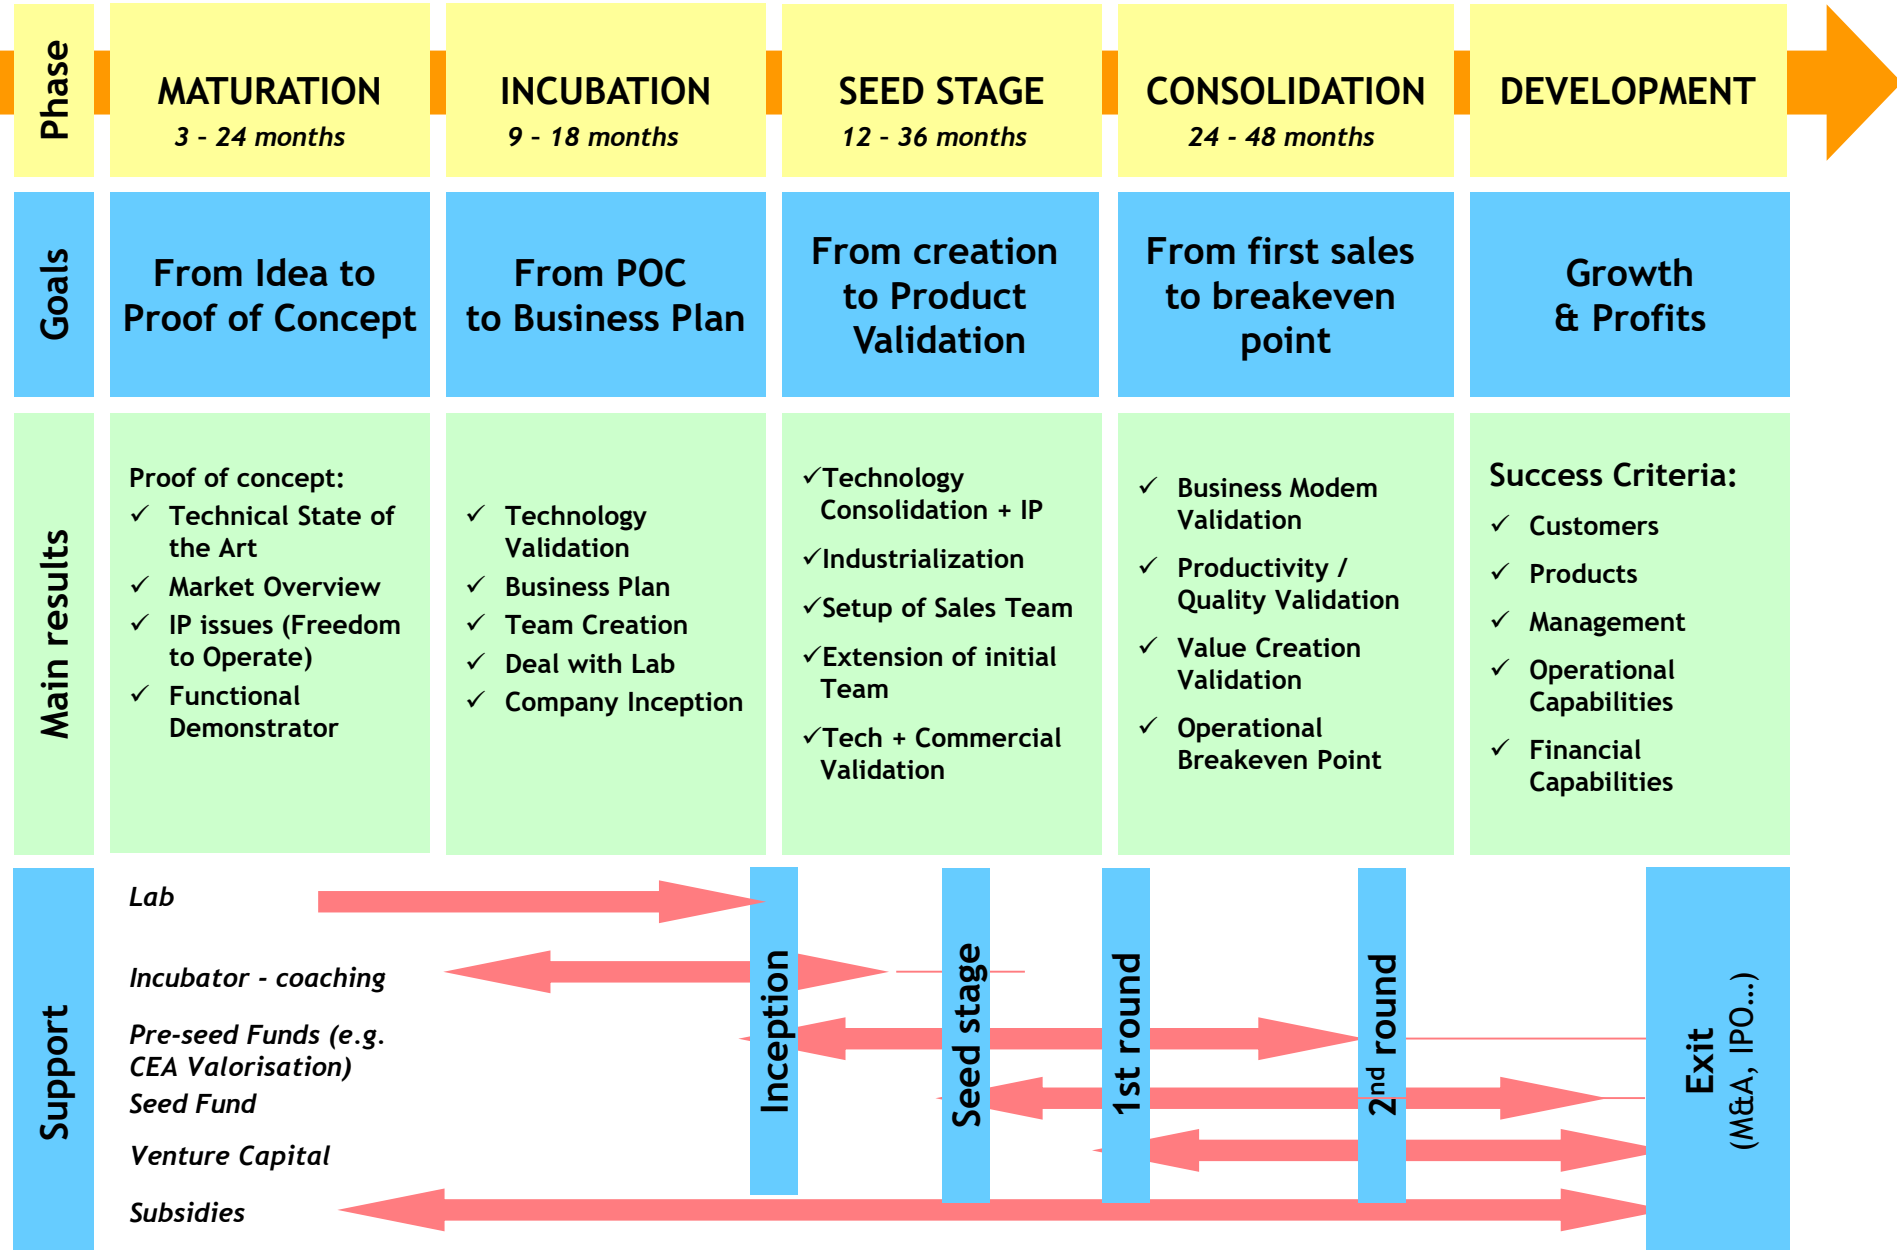 Phase
MATURATION
3 – 24 months
INCUBATION
9 – 18 months
SEED STAGE
12 – 36 months
CONSOLIDATION
24 - 48 months
DEVELOPMENT
Goals
From Idea to
Proof of Concept
From POC
to Business Plan
From creation
to Product
Validation
From first sales
to breakeven
point
Growth
& Profits
Main results
Proof of concept:
✓ Technical State of
the Art
✓ Market Overview
✓ IP issues (Freedom
to Operate)
✓ Functional
Demonstrator
✓ Technology
Validation
✓ Business Plan
✓ Team Creation
✓ Deal with Lab
✓ Company Inception
✓Technology
Consolidation + IP
✓Industrialization
✓Setup of Sales Team
✓Extension of initial
Team
✓Tech + Commercial
Validation
✓ Business Modem
Validation
✓ Productivity /
Quality Validation
✓ Value Creation
Validation
✓ Operational
Breakeven Point
Success Criteria:
✓ Customers
✓ Products
✓ Management
✓ Operational
Capabilities
✓ Financial
Capabilities
Support
Lab
Incubator - coaching
Pre-seed Funds (e.g.
CEA Valorisation)
Seed Fund
Venture Capital
Subsidies
Inception
Seed stage
1st round
2nd round
Exit
(M&A, IPO…)